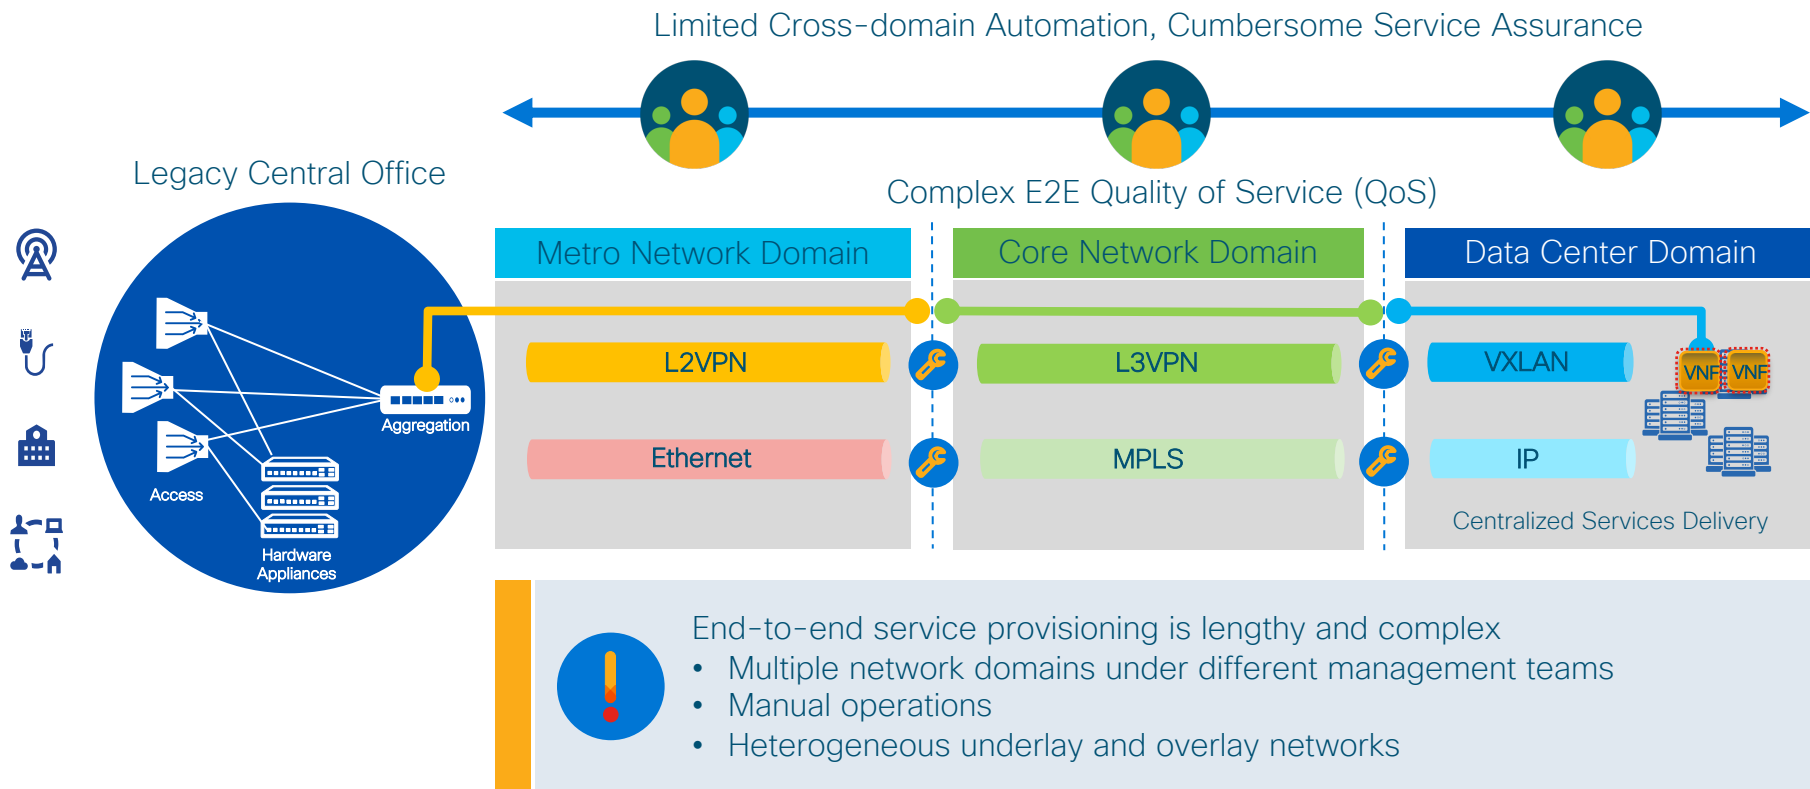 Limited Cross-domain Automation, Cumbersome Service Assurance
Legacy Central Office
Complex E2E Quality of Service (QoS)
Metro Network Domain
Core Network Domain
Data Center Domain
L2VPN
L3VPN
VXLAN
VNF
VNF
Aggregation
Ethernet
MPLS
IP
Access
Centralized Services Delivery
Hardware
Appliances
End-to-end service provisioning is lengthy and complex
• Multiple network domains under different management teams
• Manual operations
• Heterogeneous underlay and overlay networks